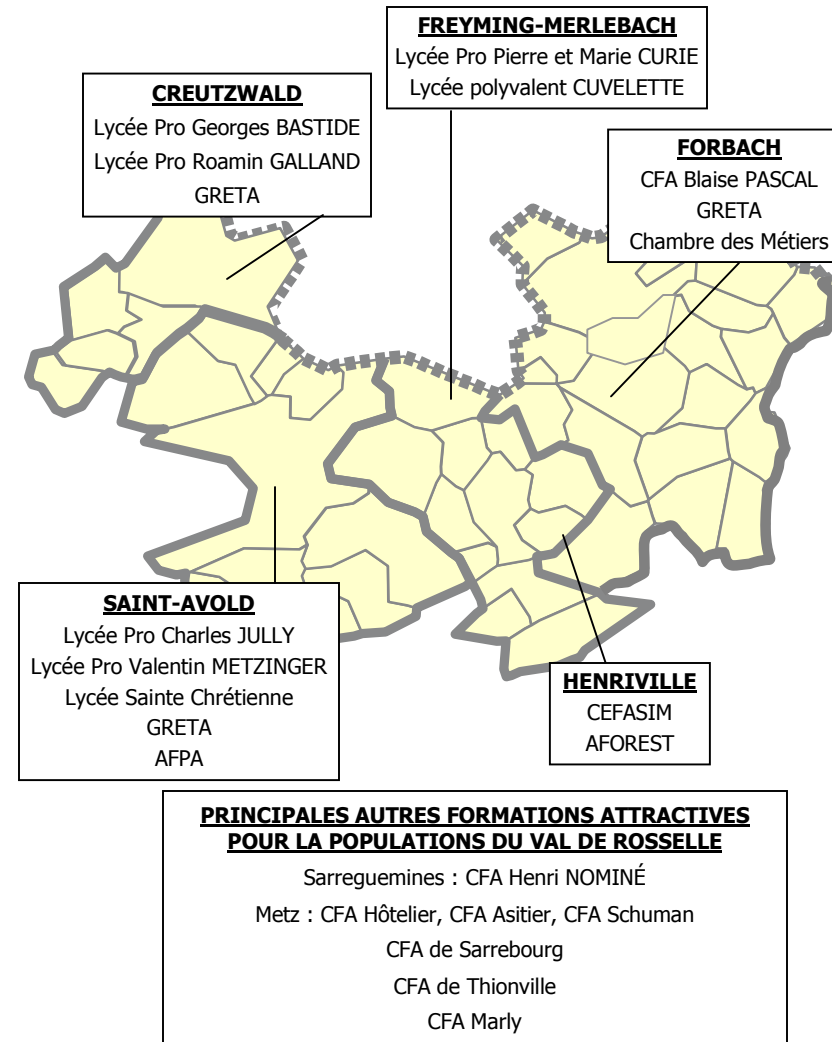 FREYMING-MERLEBACH
Lycée Pro Pierre et Marie CURIE
Lycée polyvalent CUVELETTE
CREUTZWALD
Lycée Pro Georges BASTIDE
Lycée Pro Roamin GALLAND
GRETA
FORBACH
CFA Blaise PASCAL
GRETA
Chambre des Métiers
SAINT-AVOLD
Lycée Pro Charles JULLY
Lycée Pro Valentin METZINGER
Lycée Sainte Chrétienne
GRETA
AFPA
HENRIVILLE
CEFASIM
AFOREST
PRINCIPALES AUTRES FORMATIONS ATTRACTIVES
POUR LA POPULATIONS DU VAL DE ROSSELLE
Sarreguemines : CFA Henri NOMINÉ
Metz : CFA Hôtelier, CFA Asitier, CFA Schuman
CFA de Sarrebourg
CFA de Thionville
CFA Marly